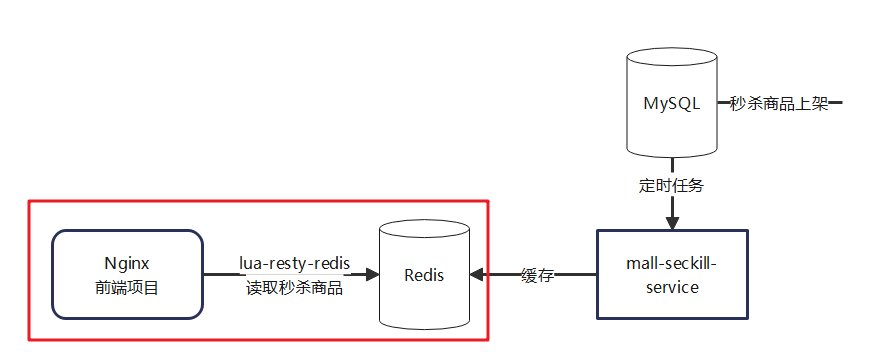 MySQL
秒杀商品上架
定时任务
Nginx
前端项目
lua-resty-redis
读取秒杀商品
Redis
缓存
mall-seckill-
service